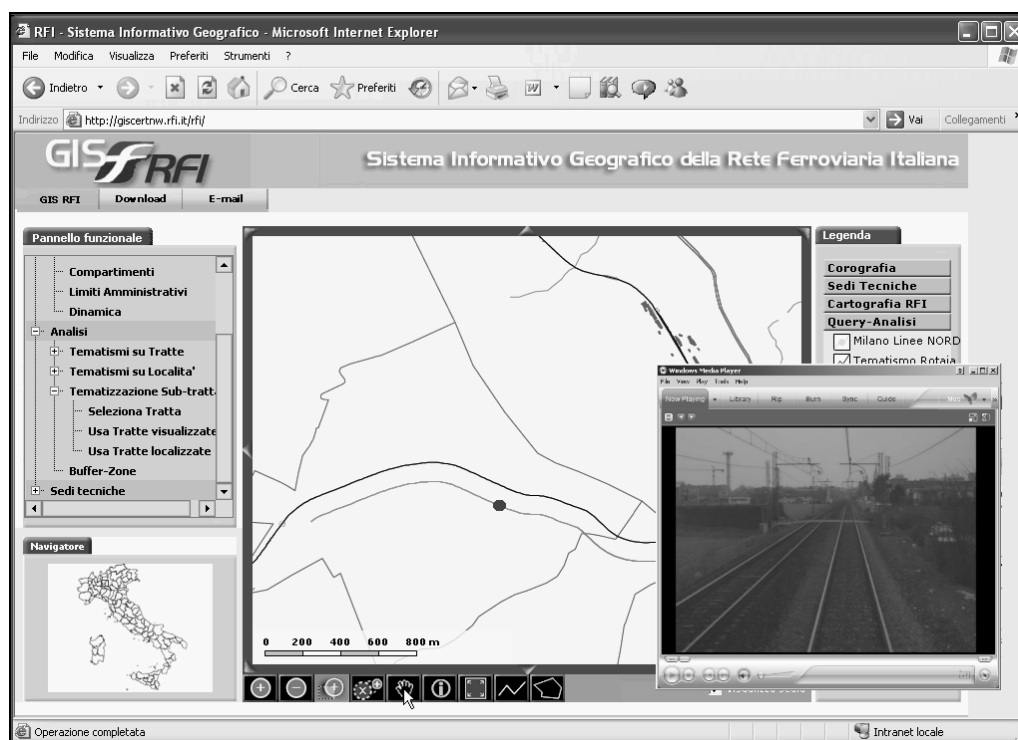 RFI - Sistema Informativo Geografico - Microsoft Internet Explorer
File Modifica Visualizza Preferiti Strumenti ?
Indietro Cerca Preferiti
Indirizzo http://giscertnw.rfi.it/rfi/ Vai Collegamenti
GIS RFI
Sistema Informativo Geografico della Rete Ferroviaria Italiana
GIS RFI Download E-mail
Pannello funzionale
Compartimenti
Limiti Amministrativi
Dinamica
Analisi
Tematismi su Tratte
Tematismi su Localita'
Tematizzazione Sub-tratt
Seleziona Tratta
Usa Tratte visualizzate
Usa Tratte localizzate
Buffer-Zone
Sedi tecniche
Navigatore
0 200 400 600 800 m
Legenda
Corografia
Sedi Tecniche
Cartografia RFI
Query-Analisi
Milano Linee NORD
Tematismo Rotaia
Windows Media Player
File View Play Tools Help
Now Playing Library Rip Burn Sync Guide
Operazione completata
Intranet locale